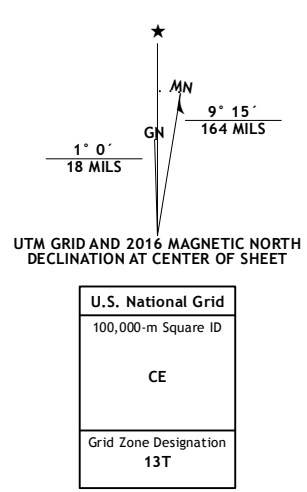 ★
MN
GN
9° 15´
164 MILS
1° 0´
18 MILS
UTM GRID AND 2016 MAGNETIC NORTH
DECLINATION AT CENTER OF SHEET
U.S. National Grid
100,000-m Square ID
CE
Grid Zone Designation
13T